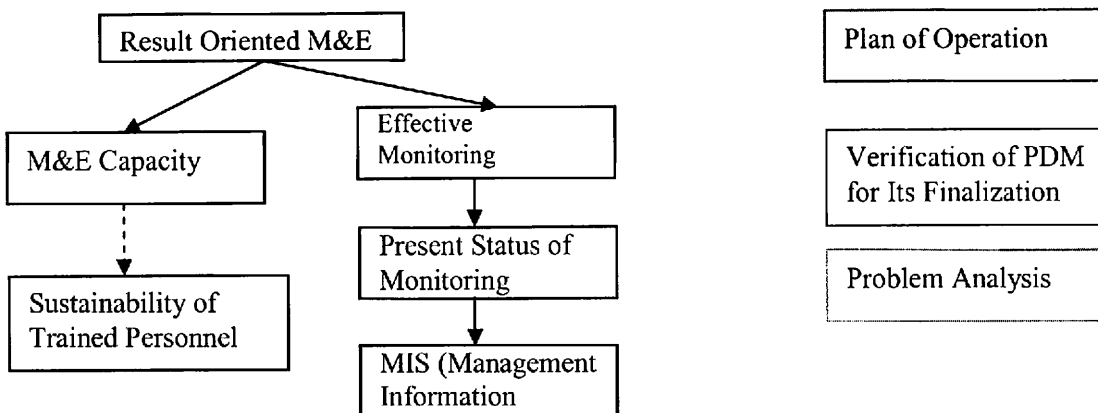 Result Oriented M&E
M&E Capacity
Sustainability of
Trained Personnel
Effective
Monitoring
Present Status of
Monitoring
MIS (Management
Information
Plan of Operation
Verification of PDM
for Its Finalization
Problem Analysis